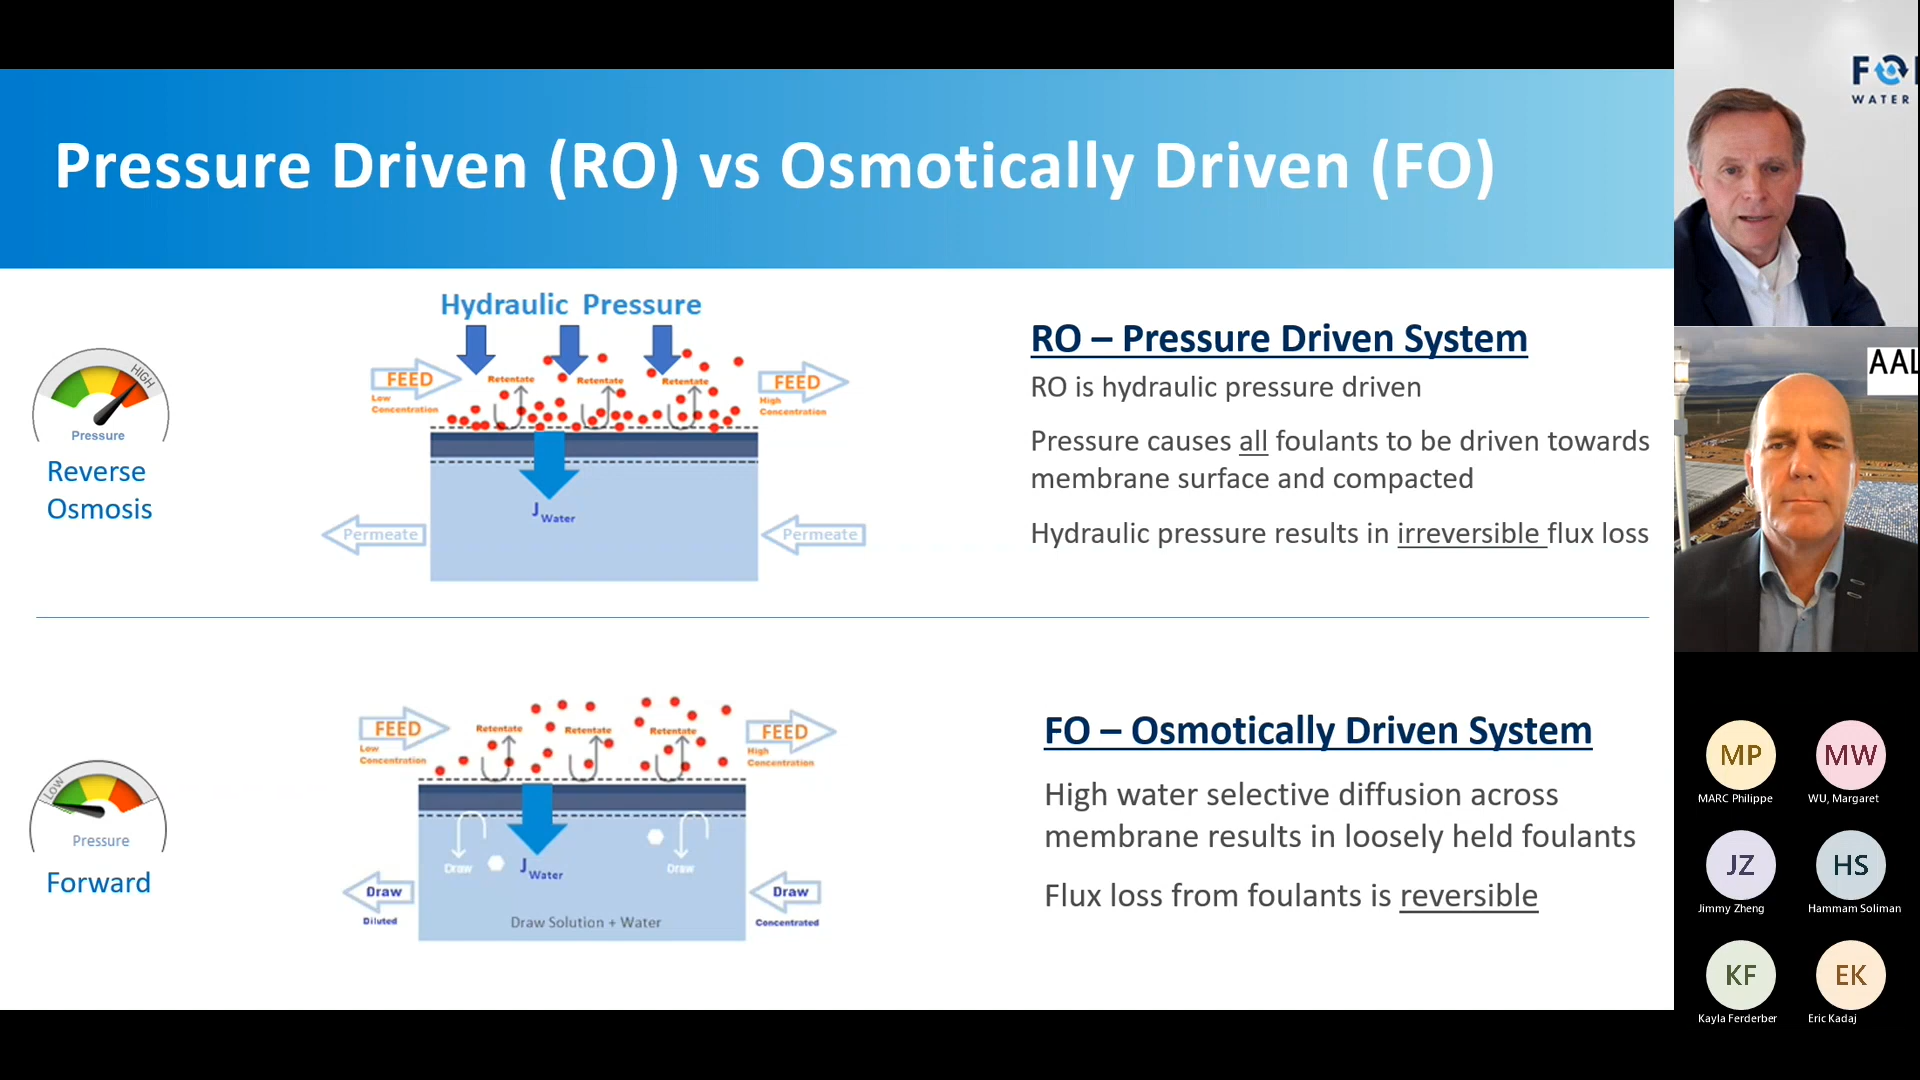 Pressure Driven (RO) vs Osmotically Driven (FO)
Hydraulic Pressure
HIGH
Pressure
Reverse
Osmosis
FEED
Low
Concentration
Retentate
Retentate
Retentate
FEED
High
Concentration
J Water
Permeate
Permeate
RO – Pressure Driven System
RO is hydraulic pressure driven
Pressure causes all foulants to be driven towards
membrane surface and compacted
Hydraulic pressure results in irreversible flux loss
LOW
Pressure
Forward
FEED
Low
Concentration
Retentate
Retentate
Retentate
FEED
High
Concentration
Draw
J Water
Draw
Draw
Diluted
Draw
Concentrated
Draw Solution + Water
FO – Osmotically Driven System
High water selective diffusion across
membrane results in loosely held foulants
Flux loss from foulants is reversible
WATER
AAL
MP
MARC Philippe
MW
WU, Margaret
JZ
Jimmy Zheng
HS
Hammam Soliman
KF
Kayla Ferderber
EK
Eric Kadaj